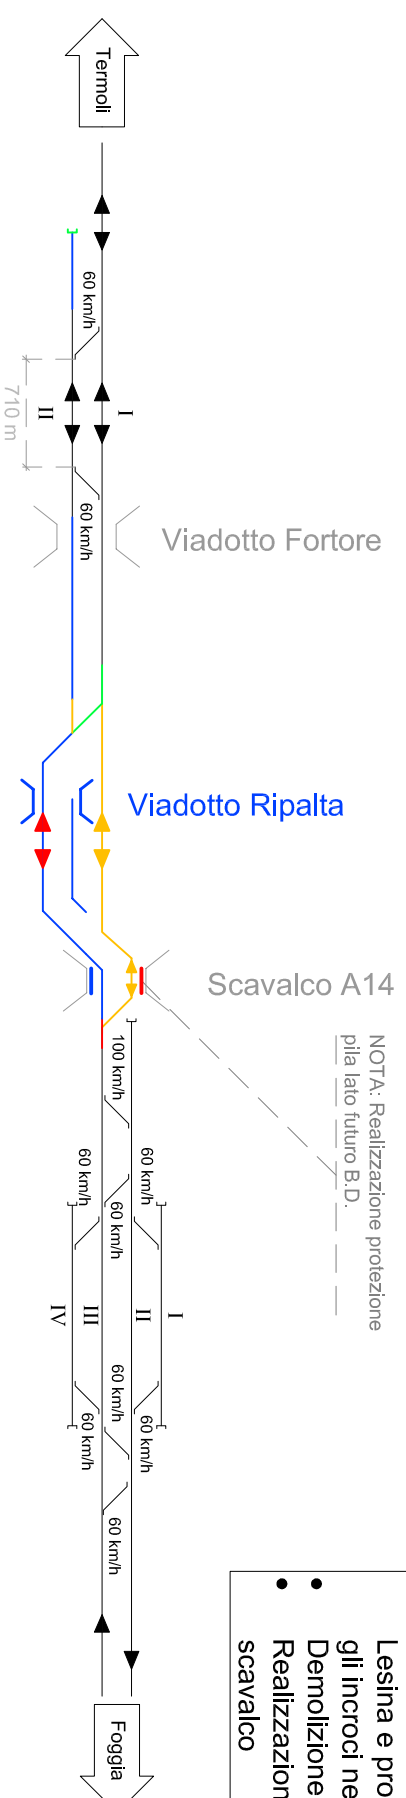 Termoli
60 km/h
I
II
710 m
60 km/h
Viadotto Fortore
Viadotto Ripalta
Scavalco A14
NOTA: Realizzazione protezione
pila lato futuro B.D.
100 km/h
60 km/h
60 km/h
60 km/h
I
II
III
IV
60 km/h
60 km/h
60 km/h
60 km/h
Foggia
Lesina e pro
gli incroci ne
• Demolizione
• Realizzazion
scavalco